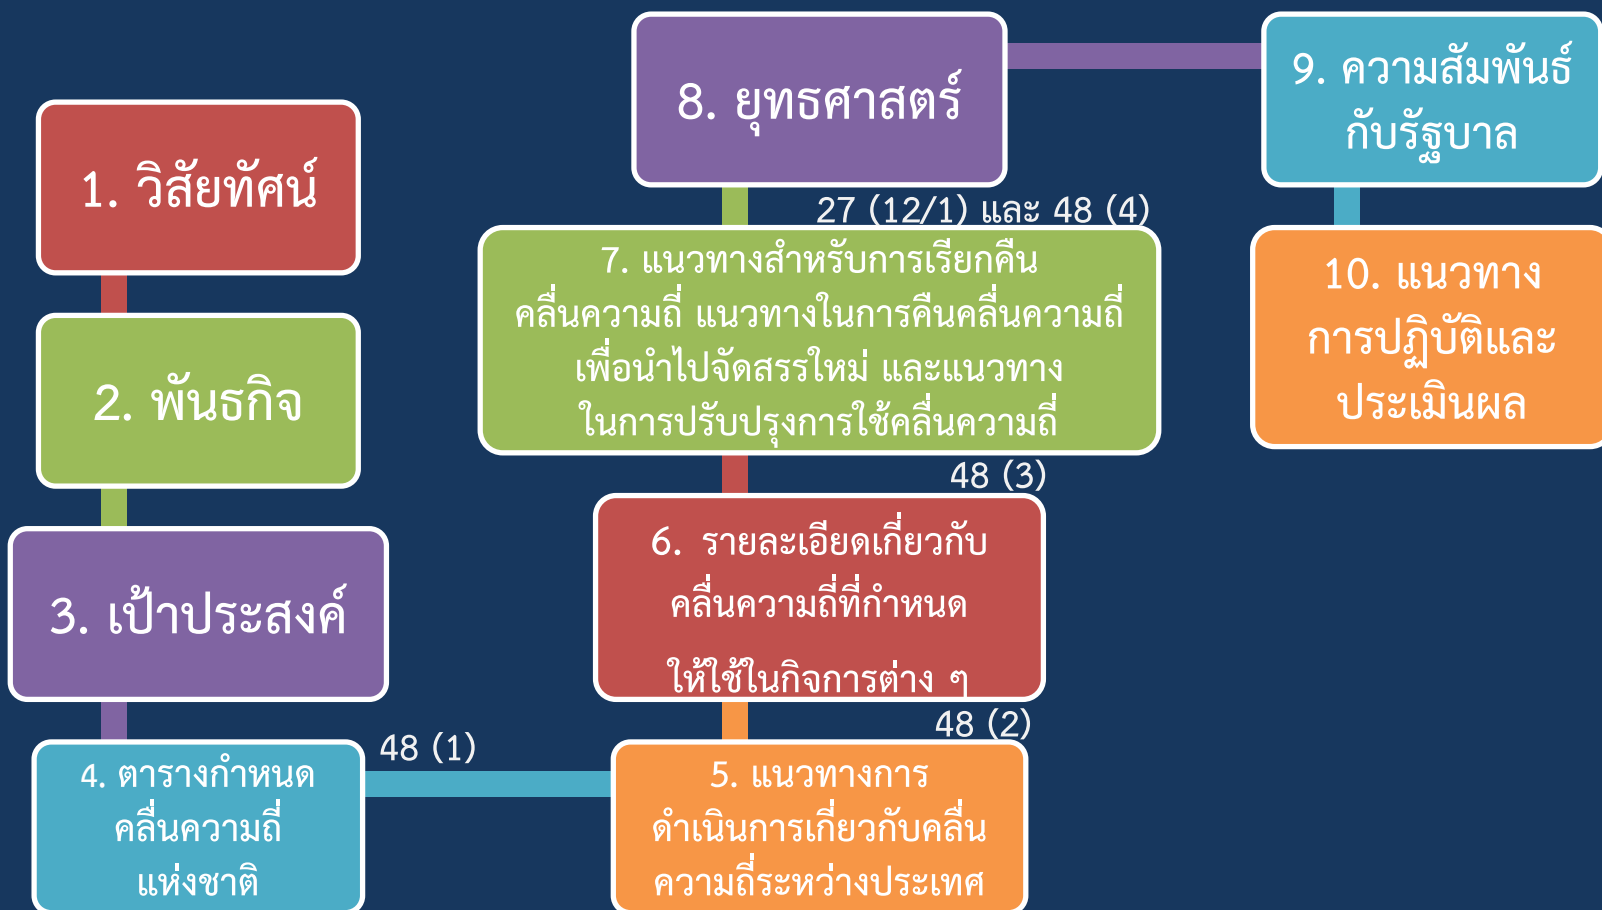 1. วิสัยทัศน์
2. พันธกิจ
3. เป้าประสงค์
48 (1)
4. ตารางกำหนด
คลื่นความถี่
แห่งชาติ
48 (2)
5. แนวทางการ
ดำเนินการเกี่ยวกับคลื่น
ความถี่ระหว่างประเทศ
48 (3)
6. รายละเอียดเกี่ยวกับ
คลื่นความถี่ที่กำหนด
ให้ใช้ในกิจการต่าง ๆ
27 (12/1) และ 48 (4)
7. แนวทางสำหรับการเรียกคืน
คลื่นความถี่ แนวทางในการคืนคลื่นความถี่
เพื่อนำไปจัดสรรใหม่ และแนวทาง
ในการปรับปรุงการใช้คลื่นความถี่
8. ยุทธศาสตร์
9. ความสัมพันธ์
กับรัฐบาล
10. แนวทาง
การปฏิบัติและ
ประเมินผล